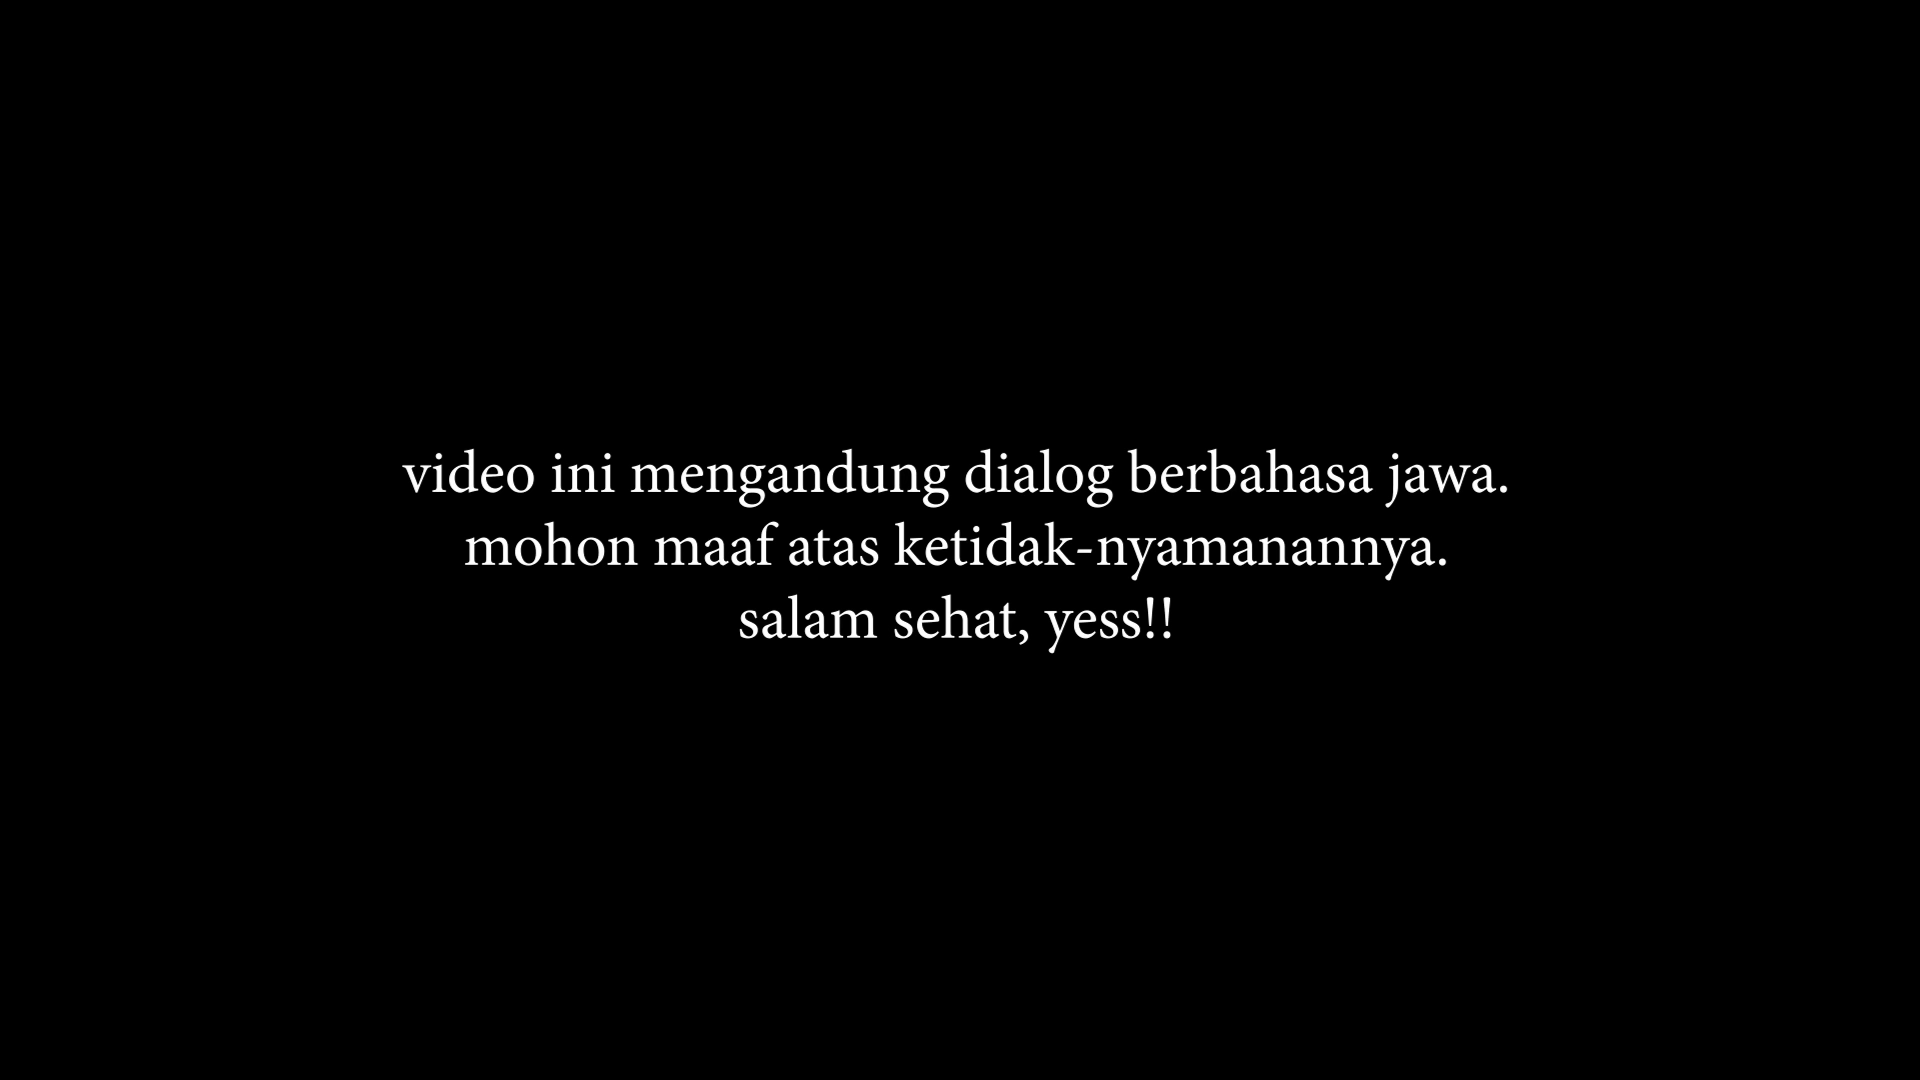 video ini mengandung dialog berbahasa jawa.
mohon maaf atas ketidak-nyamanannya.
salam sehat, yess!!